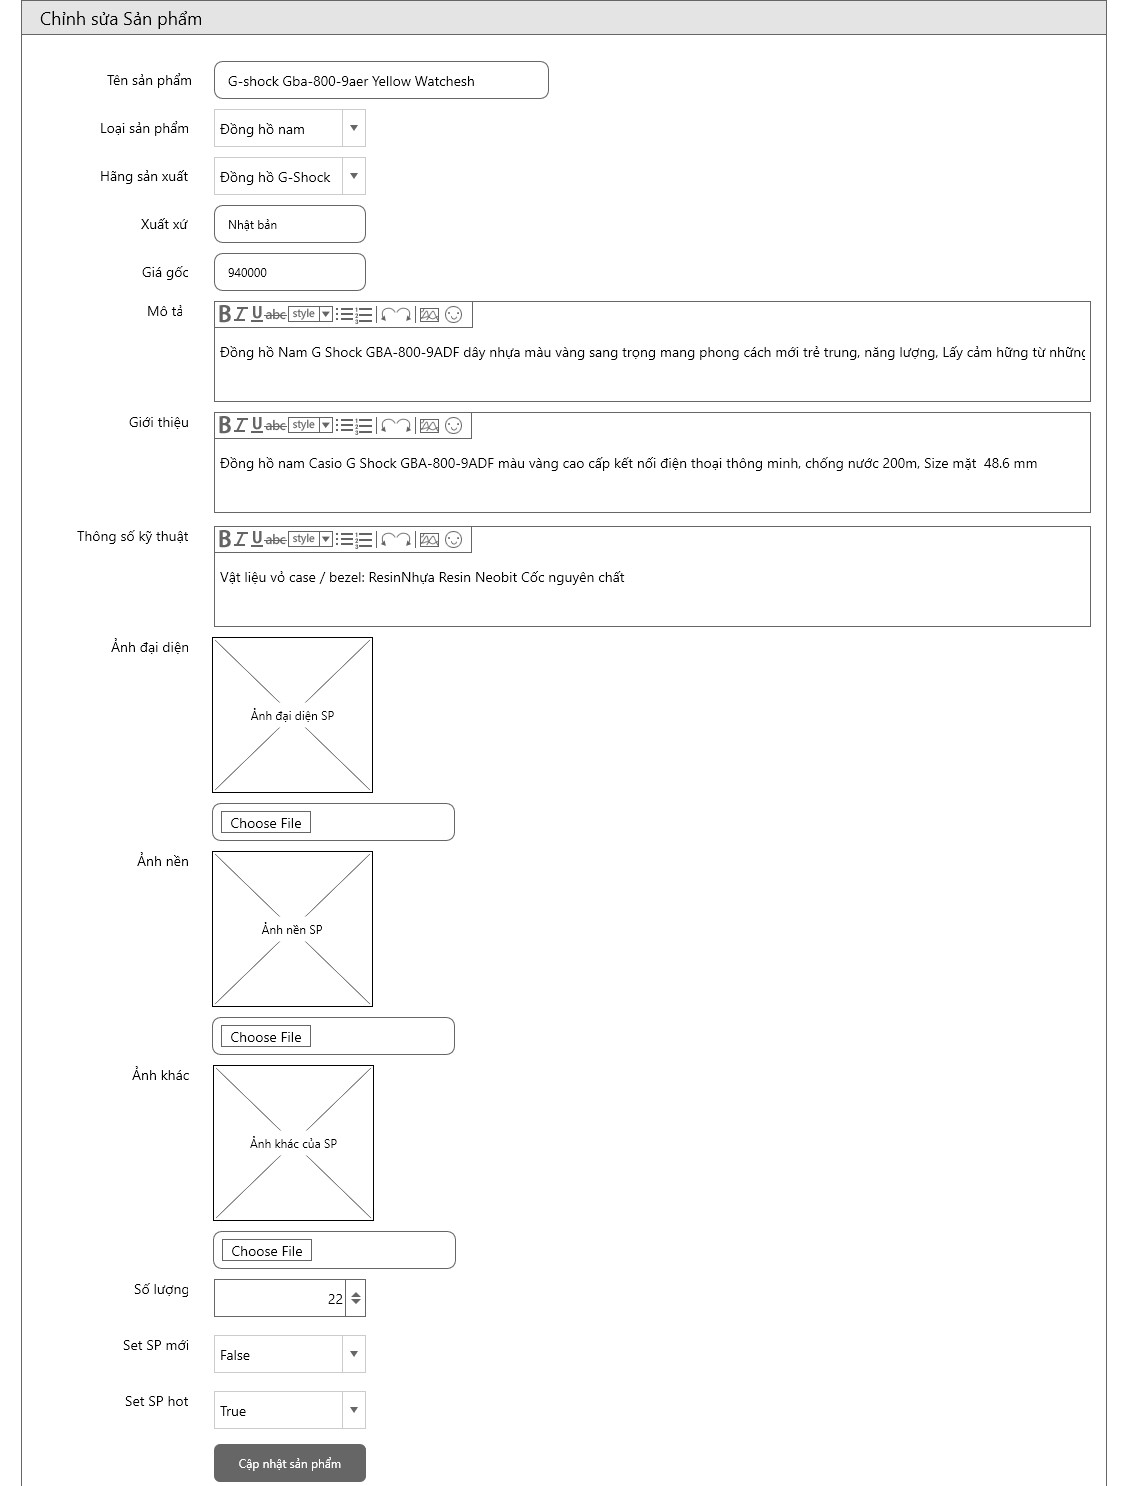 Chỉnh sửa Sản phẩm
Tên sản phẩm
G-shock Gba-800-9aer Yellow Watchesh
Loại sản phẩm
Đồng hồ nam
Hãng sản xuất
Đồng hồ G-Shock
Xuất xứ
Nhật bản
Giá gốc
940000
Mô tả
B I U abc style
Đồng hồ Nam G Shock GBA-800-9ADF dây nhựa màu vàng sang trọng mang phong cách mới trẻ trung, năng lượng, Lấy cảm hững từ những
Giới thiệu
B I U abc style
Đồng hồ nam Casio G Shock GBA-800-9ADF màu vàng cao cấp kết nối điện thoại thông minh, chống nước 200m, Size mặt 48.6 mm
Thông số kỹ thuật
B I U abc style
Vật liệu vỏ case / bezel: ResinNhựa Resin Neobit Cốc nguyên chất
Ảnh đại diện
Ảnh đại diện SP
Choose File
Ảnh nền
Ảnh nền SP
Choose File
Ảnh khác
Ảnh khác của SP
Choose File
Số lượng
22
Set SP mới
False
Set SP hot
True
Cập nhật sản phẩm